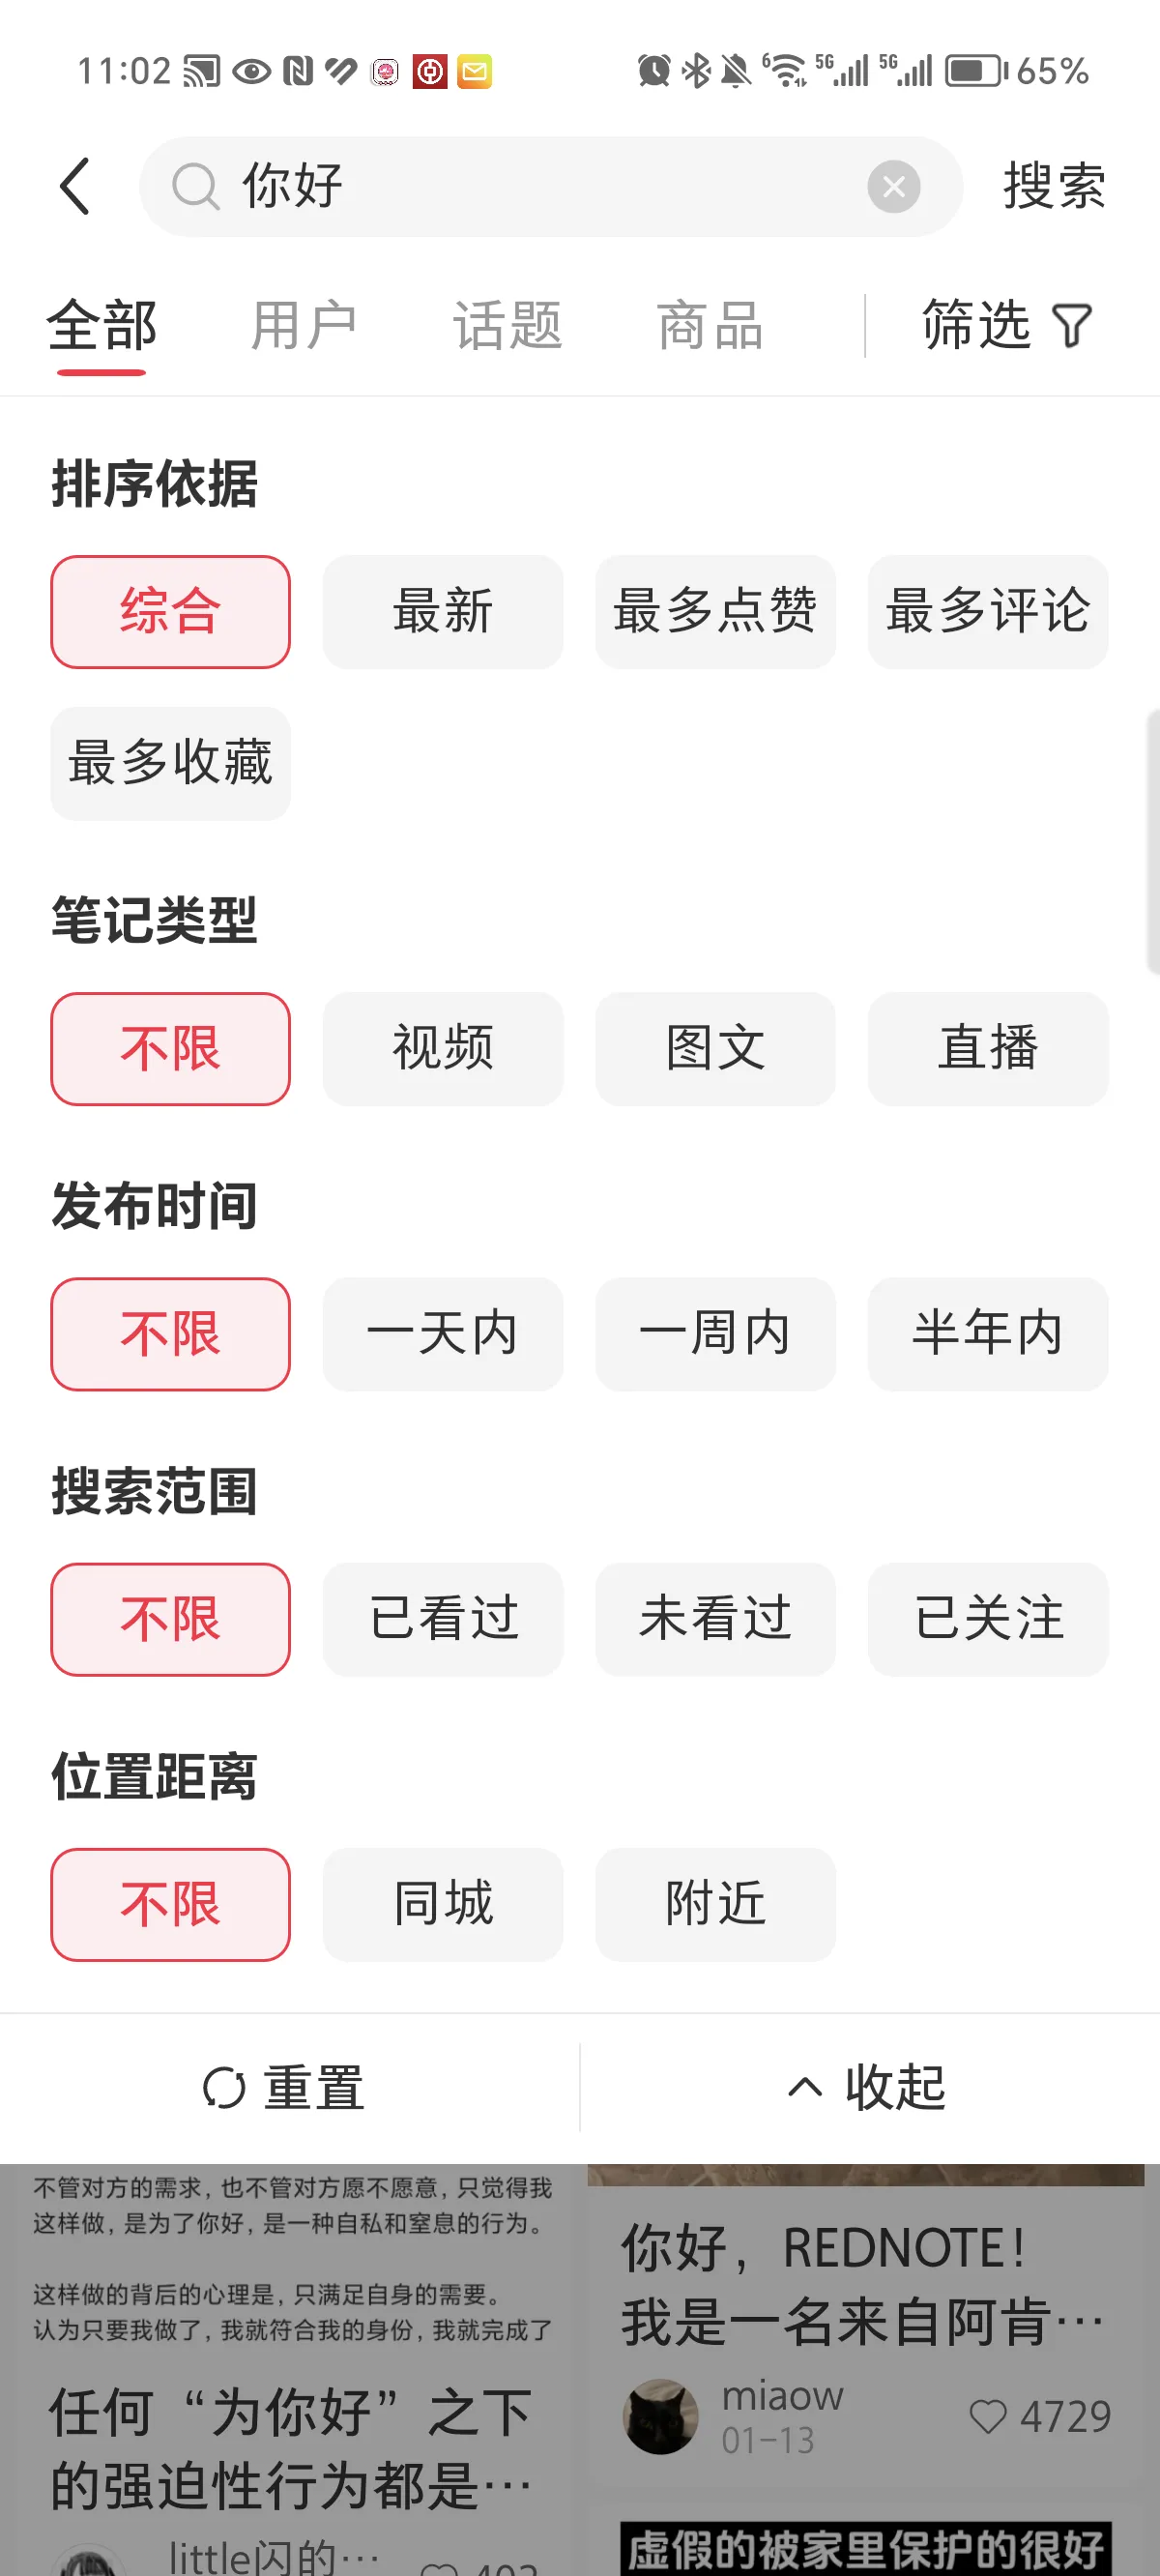 11:02
6 5G 5G 65%
你好
搜索
全部 用户 话题 商品 筛选
排序依据
综合 最新 最多点赞 最多评论
最多收藏
笔记类型
不限 视频 图文 直播
发布时间
不限 一天内 一周内 半年内
搜索范围
不限 已看过 未看过 已关注
位置距离
不限 同城 附近
重置 收起
不管对方的需求，也不管对方愿不愿意，只觉得我
这样做，是为了你好，是一种自私和窒息的行为。
这样做的背后的心理是，只满足自身的需要。
认为只要我做了，我就符合我的身份，我就完成了
任何“为你好”之下
的强迫性行为都是…
little闪的…
你好，REDNOTE！
我是一名来自阿肯…
miaow
01-13
4729
虚假的被家里保护的很好